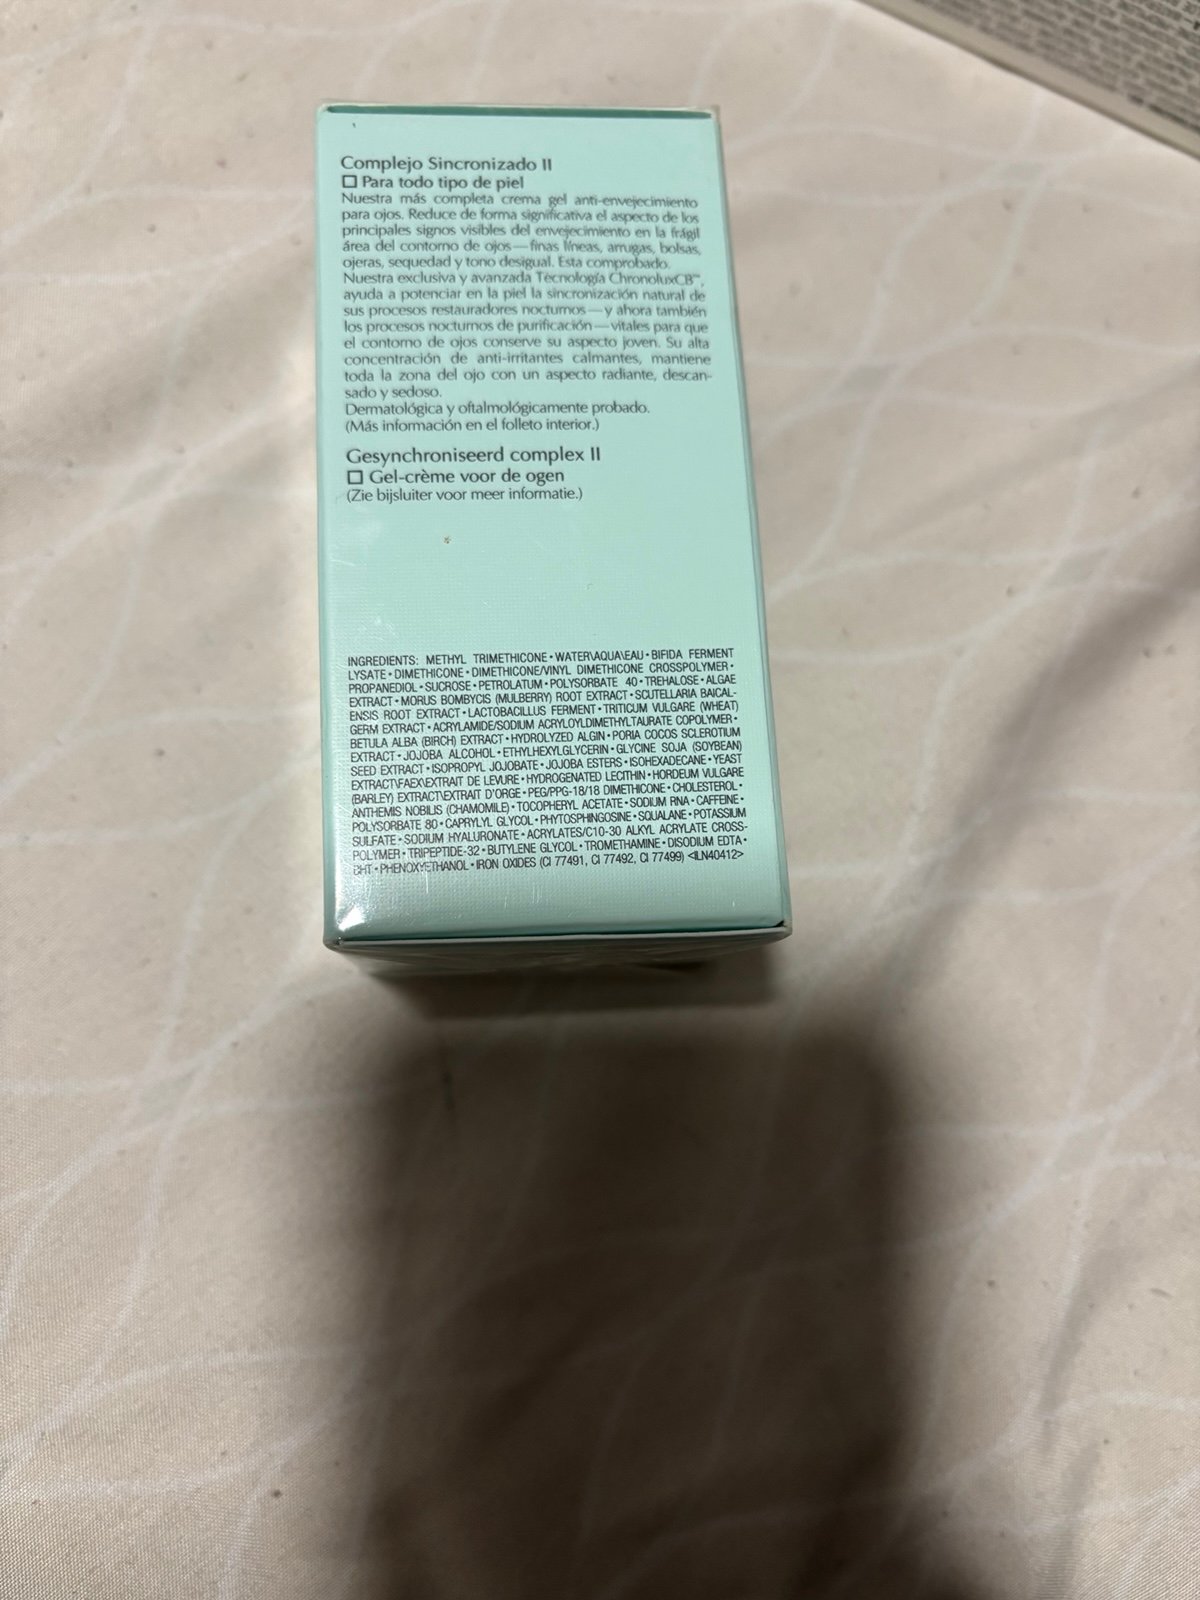 Complejo Sincronizado II
☐ Para todo tipo de piel
Nuestra más completa crema gel anti-envejecimiento
para ojos. Reduce de forma significativa el aspecto de los
principales signos visibles del envejecimiento en la frágil
área del contorno de ojos—finas líneas, arrugas, bolsas,
ojeras, sequedad y tono desigual. Esta comprobado.
Nuestra exclusiva y avanzada Tecnología ChronoluxCB™,
ayuda a potenciar en la piel la sincronización natural de
sus procesos restauradores nocturnos—y ahora también
los procesos nocturnos de purificación—vitales para que
el contorno de ojos conserve su aspecto joven. Su alta
concentración de anti-irritantes calmantes, mantiene
toda la zona del ojo con un aspecto radiante, descan-
sado y sedoso.
Dermatológica y oftalmológicamente probado.
(Más información en el folleto interior.)
Gesynchroniseerd complex II
☐ Gel-crème voor de ogen
(Zie bijsluiter voor meer informatie.)
INGREDIENTS: METHYL TRIMETHICONE • WATER\AQUA\EAU • BIFIDA FERMENT
LYSATE • DIMETHICONE • DIMETHICONE/VINYL DIMETHICONE CROSSPOLYMER •
PROPANEDIOL • SUCROSE • PETROLATUM • POLYSORBATE 40 • TREHALOSE • ALGAE
EXTRACT • MORUS BOMBYCIS (MULBERRY) ROOT EXTRACT • SCUTELLARIA BAICAL-
ENSIS ROOT EXTRACT • LACTOBACILLUS FERMENT • TRITICUM VULGARE (WHEAT)
GERM EXTRACT • ACRYLAMIDE/SODIUM ACRYLOYLDIMETHYLTAURATE COPOLYMER •
BETULA ALBA (BIRCH) EXTRACT • HYDROLYZED ALGIN • PORIA COCOS SCLEROTIUM
EXTRACT • JOJOBA ALCOHOL • ETHYLHEXYLGLYCERIN • GLYCINE SOJA (SOYBEAN)
SEED EXTRACT • ISOPROPYL JOJOBATE • JOJOBA ESTERS • ISOHEXADECANE • YEAST
EXTRACT\FAEX\EXTRAIT DE LEVURE • HYDROGENATED LECITHIN • HORDEUM VULGARE
(BARLEY) EXTRACT\EXTRAIT D'ORGE • PEG/PPG-18/18 DIMETHICONE • CHOLESTEROL •
ANTHEMIS NOBILIS (CHAMOMILE) • TOCOPHERYL ACETATE • SODIUM RNA • CAFFEINE •
POLYSORBATE 80 • CAPRYLYL GLYCOL • PHYTOSPHINGOSINE • SQUALANE • POTASSIUM
SULFATE • SODIUM HYALURONATE • ACRYLATES/C10-30 ALKYL ACRYLATE CROSS-
POLYMER • TRIPEPTIDE-32 • BUTYLENE GLYCOL • TROMETHAMINE • DISODIUM EDTA •
BHT • PHENOXYETHANOL • IRON OXIDES (CI 77491, CI 77492, CI 77499) <ILN40412>